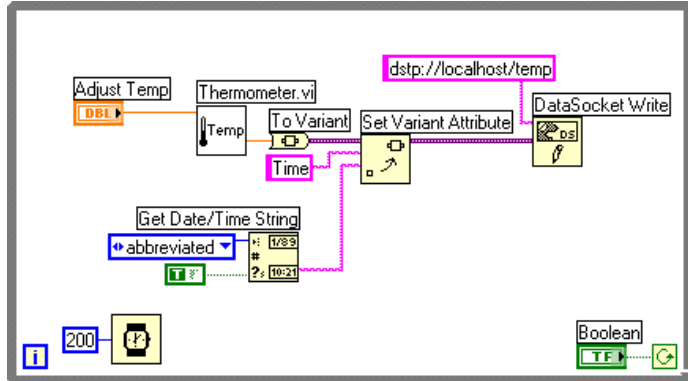 dstp://localhost/temp
Adjust Temp
Thermometer.vi
DataSocket Write
DBL
Temp
To Variant
Set Variant Attribute
DS
Time
Get Date/Time String
abbreviated
1/89
#
T
?s 10:21
200
Boolean
i
TF